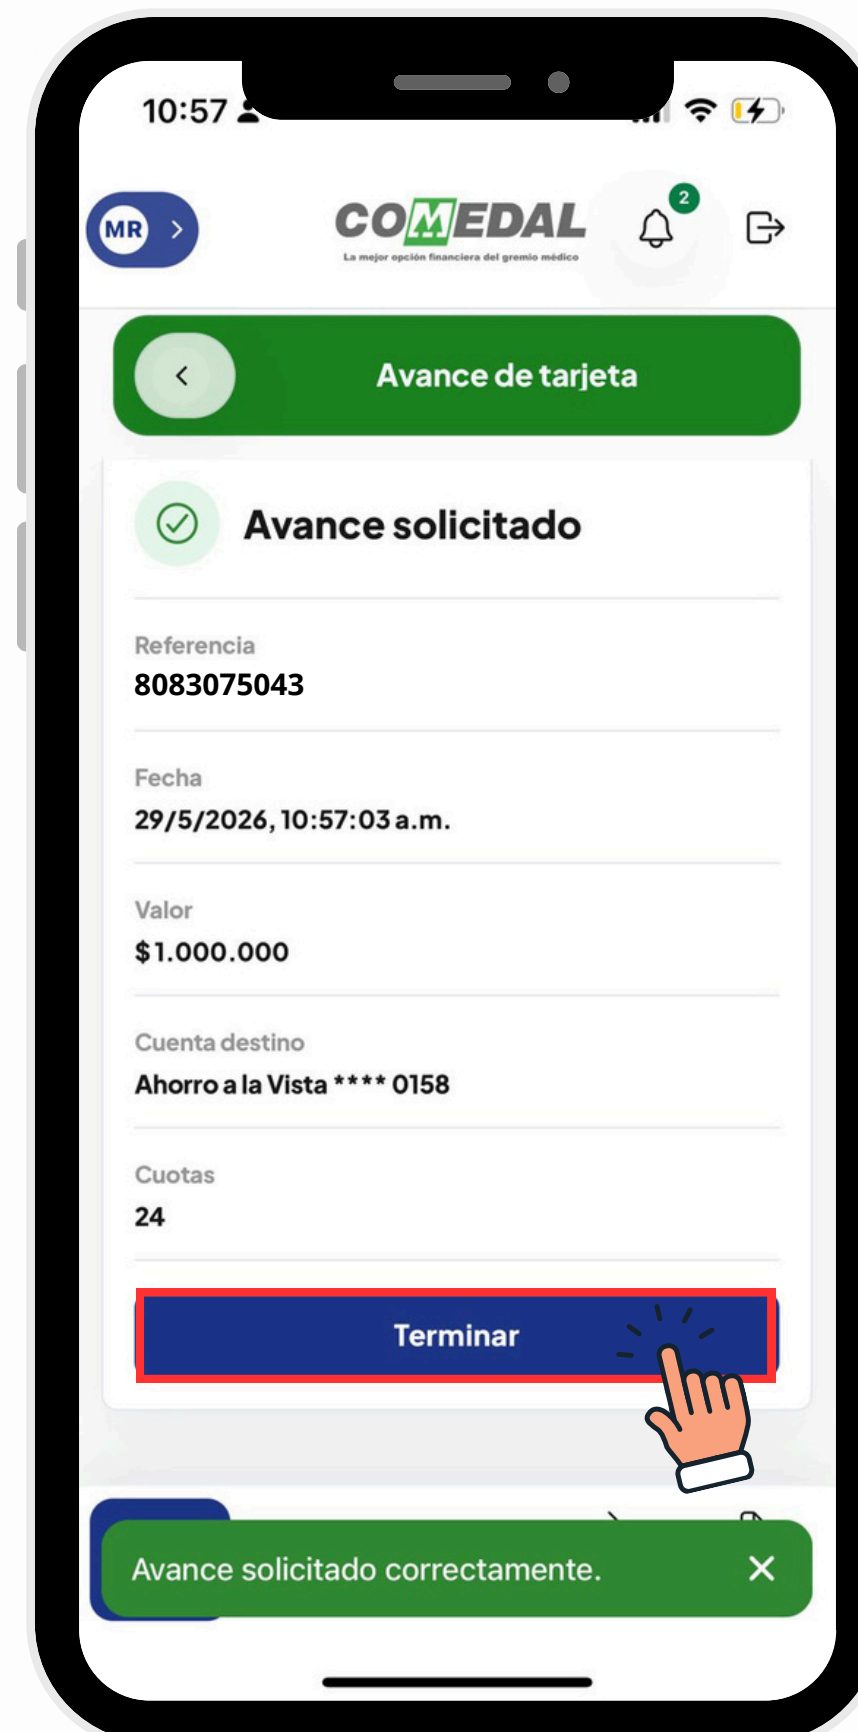 10:57
MR
COMEDAL
2
La mejor opción financiera del gremio médico
Avance de tarjeta
Avance solicitado
Referencia
8083075043
Fecha
29/5/2026, 10:57:03 a.m.
Valor
$1.000.000
Cuenta destino
Ahorro a la Vista **** 0158
Cuotas
24
Terminar
Avance solicitado correctamente.